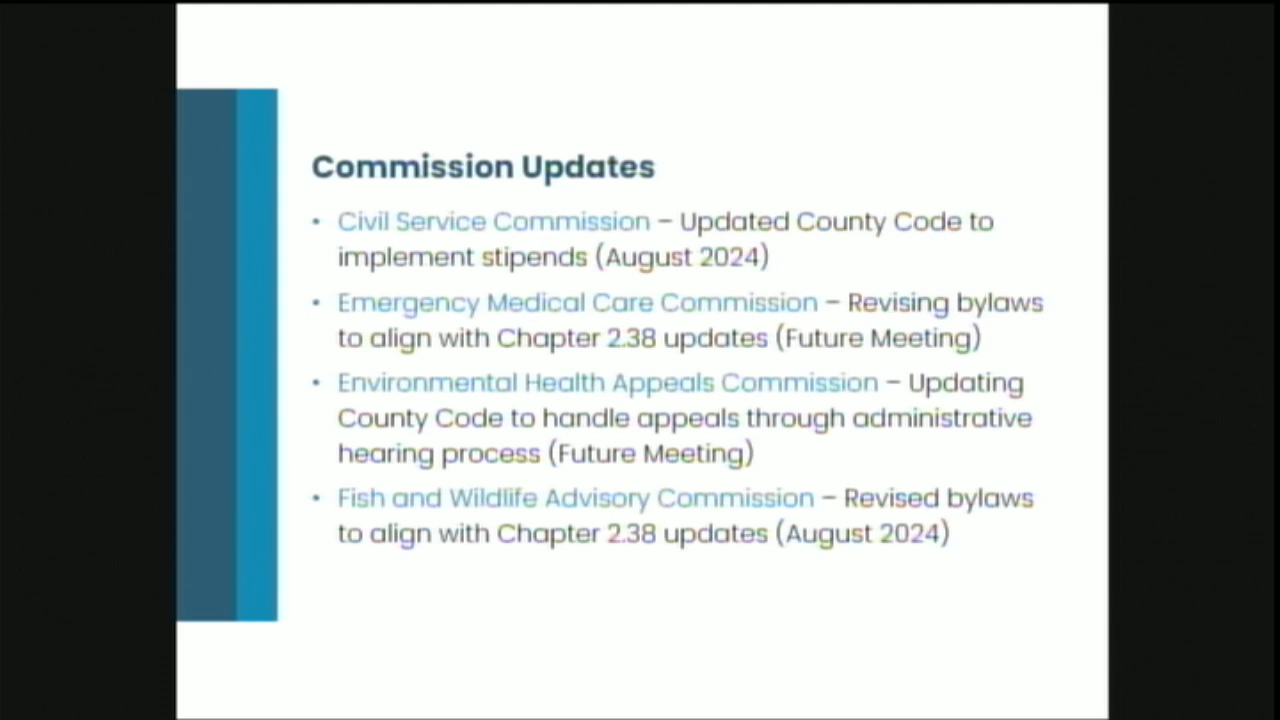 Commission Updates
• Civil Service Commission – Updated County Code to
implement stipends (August 2024)
• Emergency Medical Care Commission – Revising bylaws
to align with Chapter 2.38 updates (Future Meeting)
• Environmental Health Appeals Commission – Updating
County Code to handle appeals through administrative
hearing process (Future Meeting)
• Fish and Wildlife Advisory Commission – Revised bylaws
to align with Chapter 2.38 updates (August 2024)